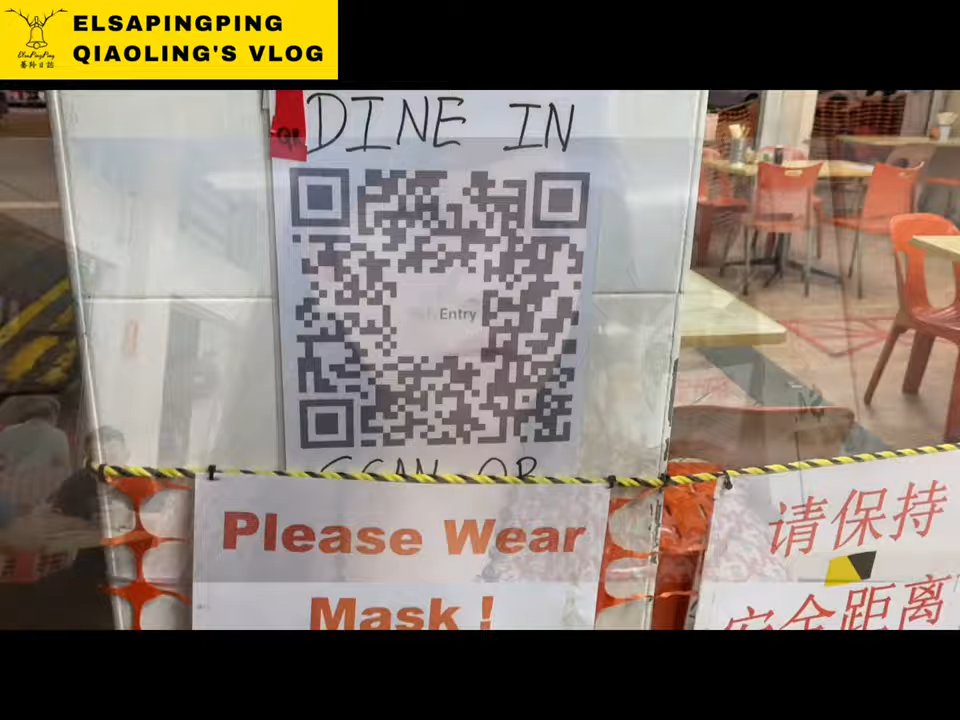 ELSAPINGPING
QIAOLING'S VLOG
DINE IN
Entry
SCAN QR
Please Wear
Mask !
请保持
安全距离